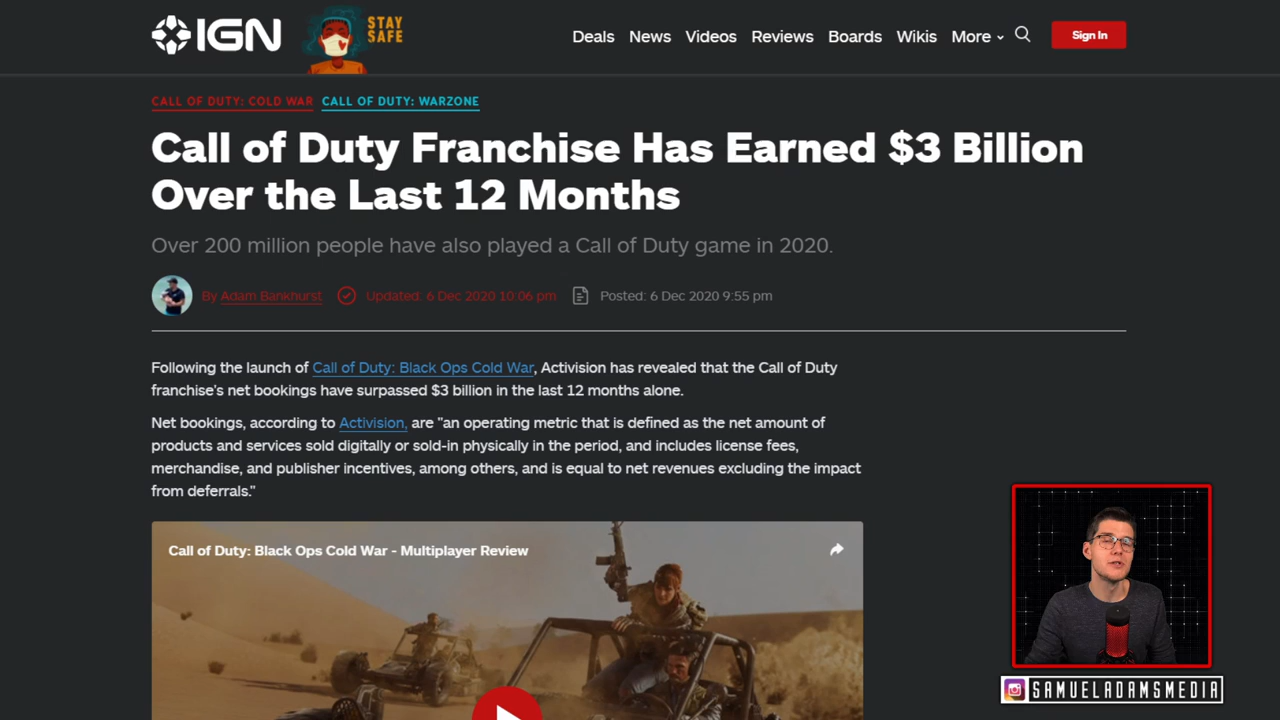 IGN
STAY
SAFE
Deals News Videos Reviews Boards Wikis More Sign In
CALL OF DUTY: COLD WAR CALL OF DUTY: WARZONE
Call of Duty Franchise Has Earned $3 Billion
Over the Last 12 Months
Over 200 million people have also played a Call of Duty game in 2020.
By Adam Bankhurst Updated: 6 Dec 2020 10:06 pm Posted: 6 Dec 2020 9:55 pm
Following the launch of Call of Duty: Black Ops Cold War, Activision has revealed that the Call of Duty
franchise's net bookings have surpassed $3 billion in the last 12 months alone.
Net bookings, according to Activision, are "an operating metric that is defined as the net amount of
products and services sold digitally or sold-in physically in the period, and includes license fees,
merchandise, and publisher incentives, among others, and is equal to net revenues excluding the impact
from deferrals."
Call of Duty: Black Ops Cold War - Multiplayer Review
SAMUELADAMSMEDIA